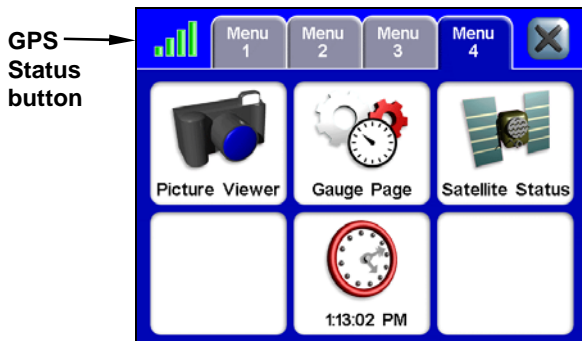 GPS
Status
button
Menu
1
Menu
2
Menu
3
Menu
4
Picture Viewer
Gauge Page
Satellite Status
1:13:02 PM